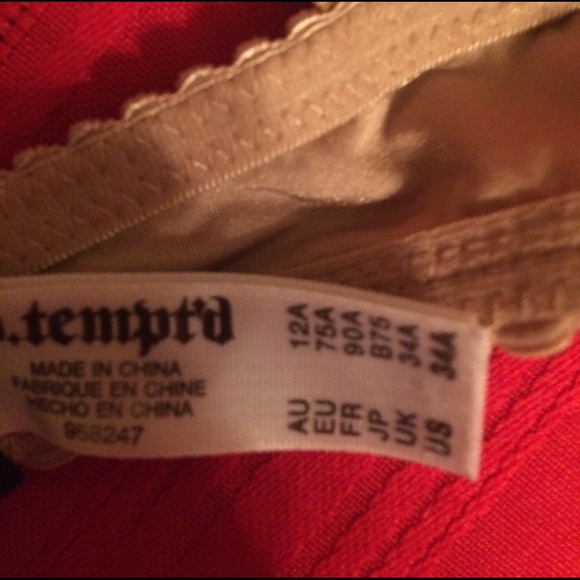 b.tempt'd
MADE IN CHINA
FABRIQUE EN CHINE
HECHO EN CHINA
958247
AU 12A
EU 75A
FR 90A
JP B75
UK 34A
US 34A